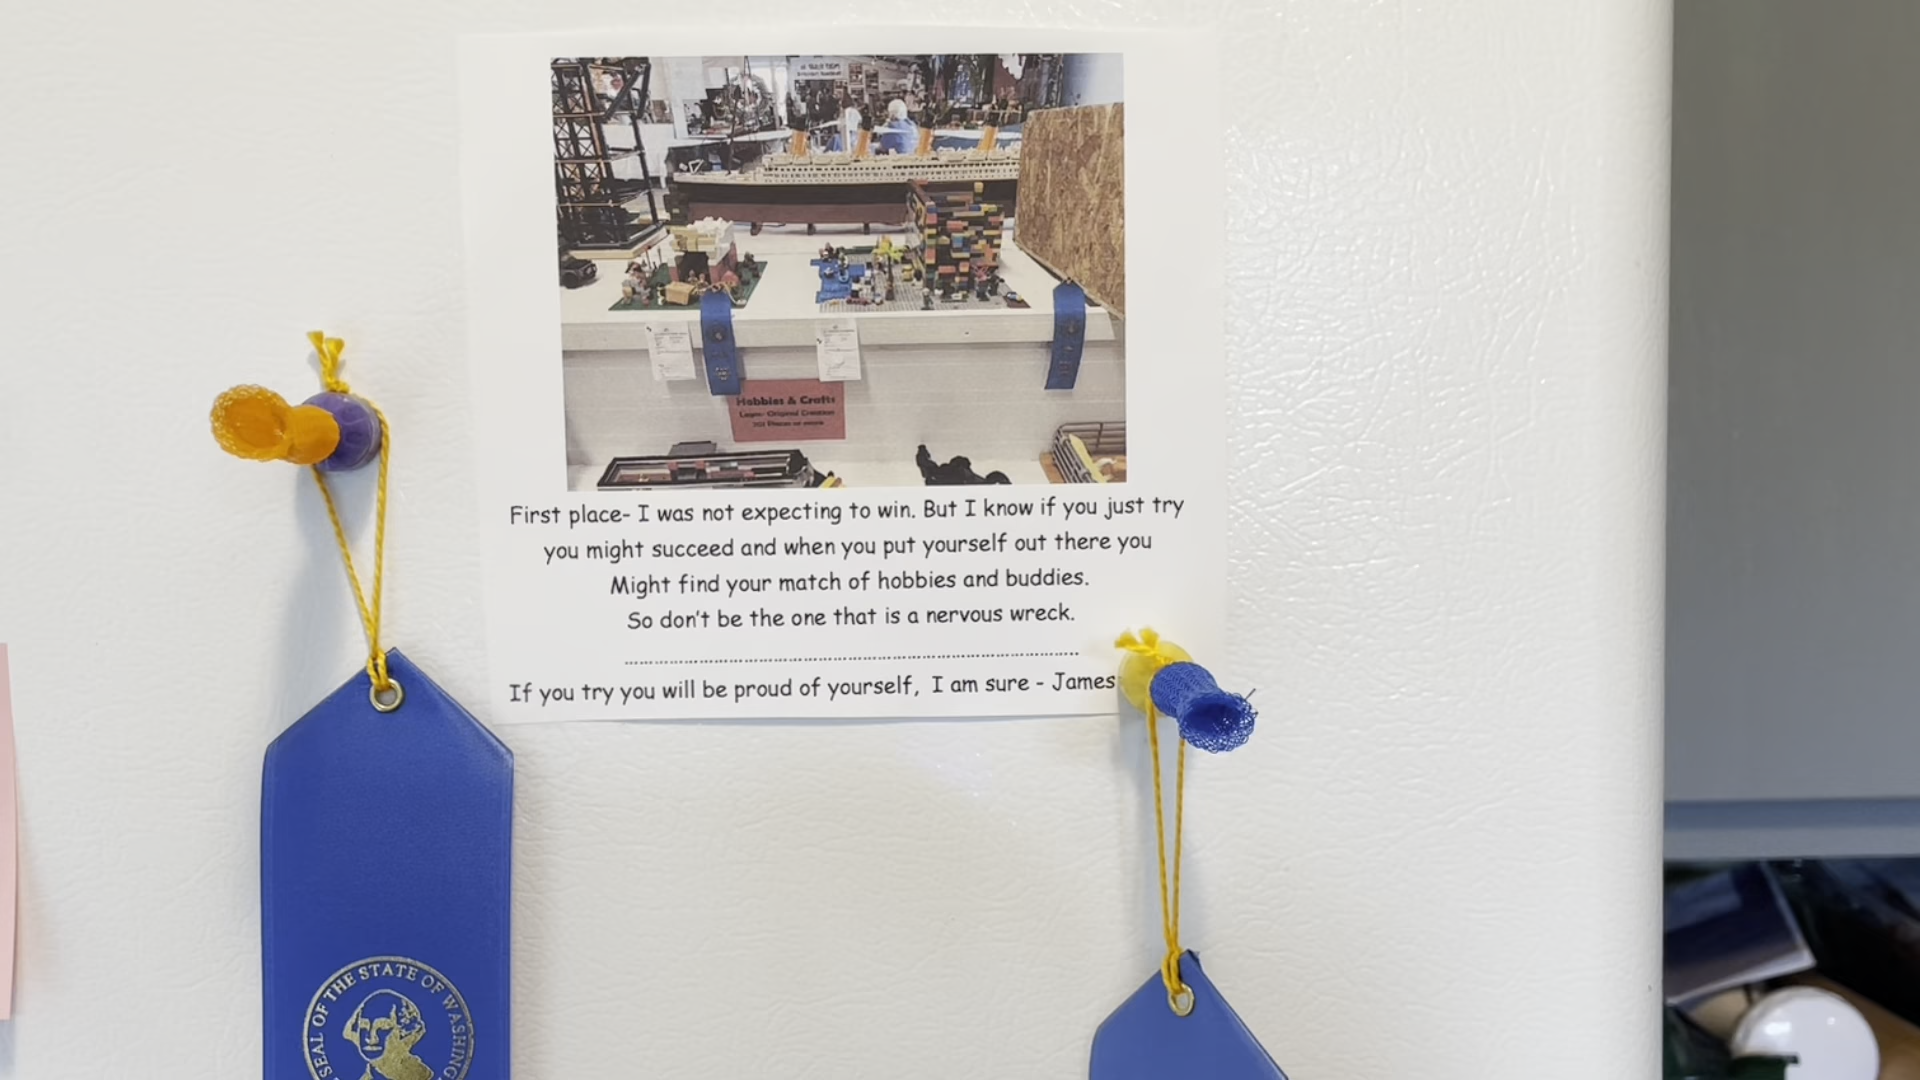 Hobbies & Crafts
First place- I was not expecting to win. But I know if you just try
you might succeed and when you put yourself out there you
Might find your match of hobbies and buddies.
So don't be the one that is a nervous wreck.
If you try you will be proud of yourself, I am sure - James
SEAL OF THE STATE OF WASHING